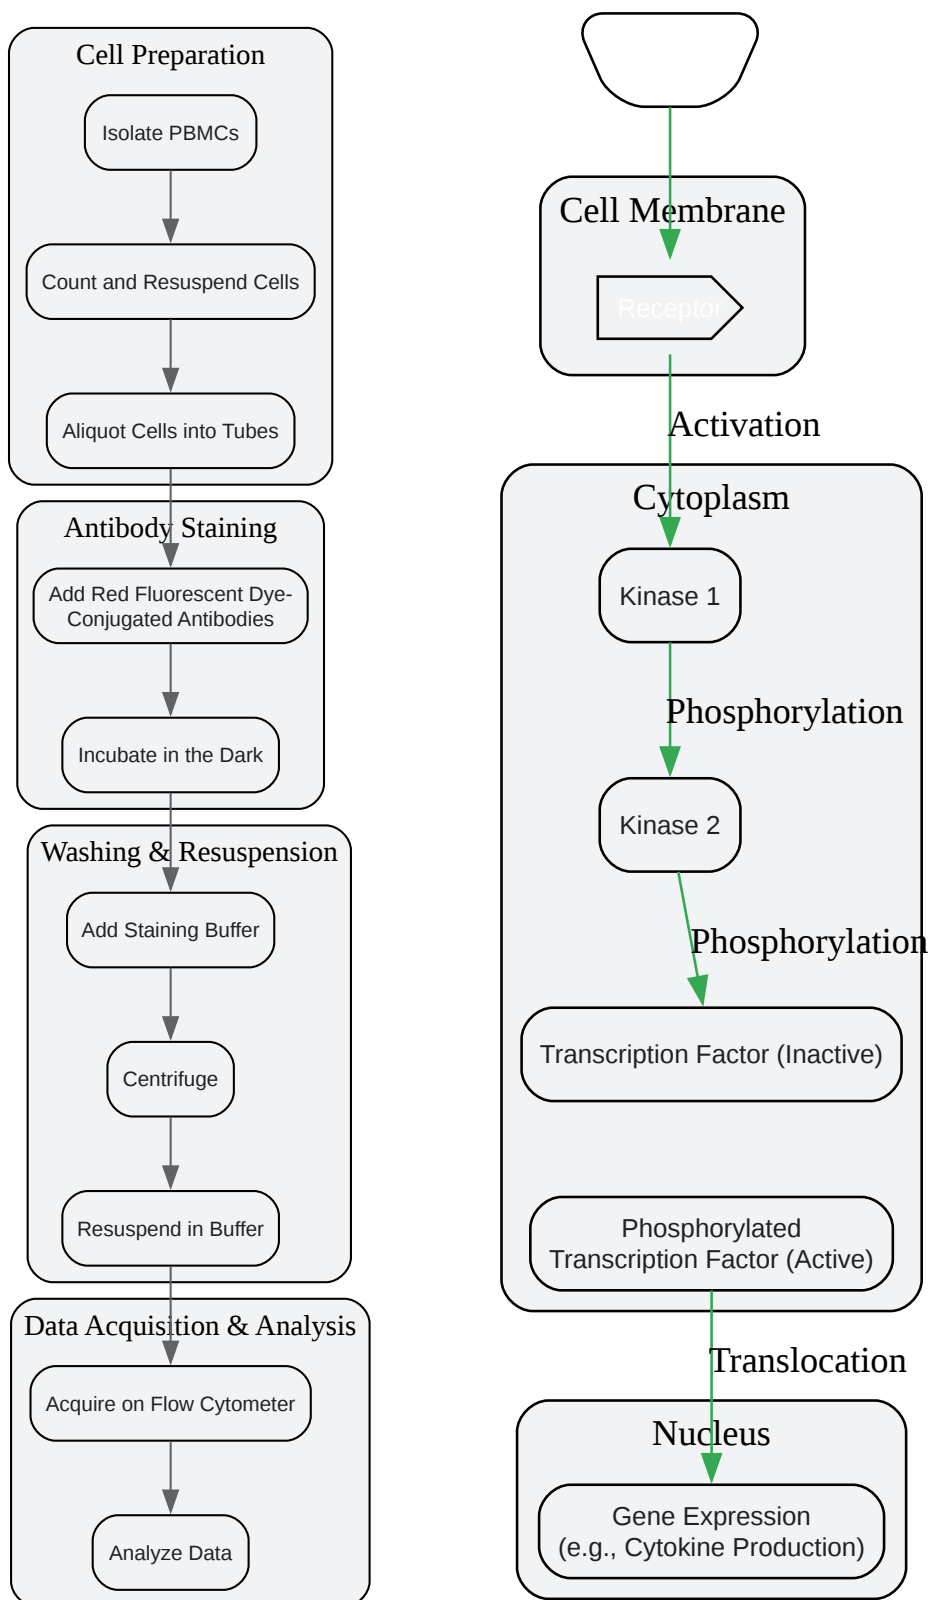 Cell Preparation
Isolate PBMCs
Count and Resuspend Cells
Aliquot Cells into Tubes
Antibody Staining
Add Red Fluorescent Dye-
Conjugated Antibodies
Incubate in the Dark
Washing & Resuspension
Add Staining Buffer
Centrifuge
Resuspend in Buffer
Data Acquisition & Analysis
Acquire on Flow Cytometer
Analyze Data
Cell Membrane
Receptor
Activation
Cytoplasm
Kinase 1
Phosphorylation
Kinase 2
Phosphorylation
Transcription Factor (Inactive)
Phosphorylated
Transcription Factor (Active)
Translocation
Nucleus
Gene Expression
(e.g., Cytokine Production)